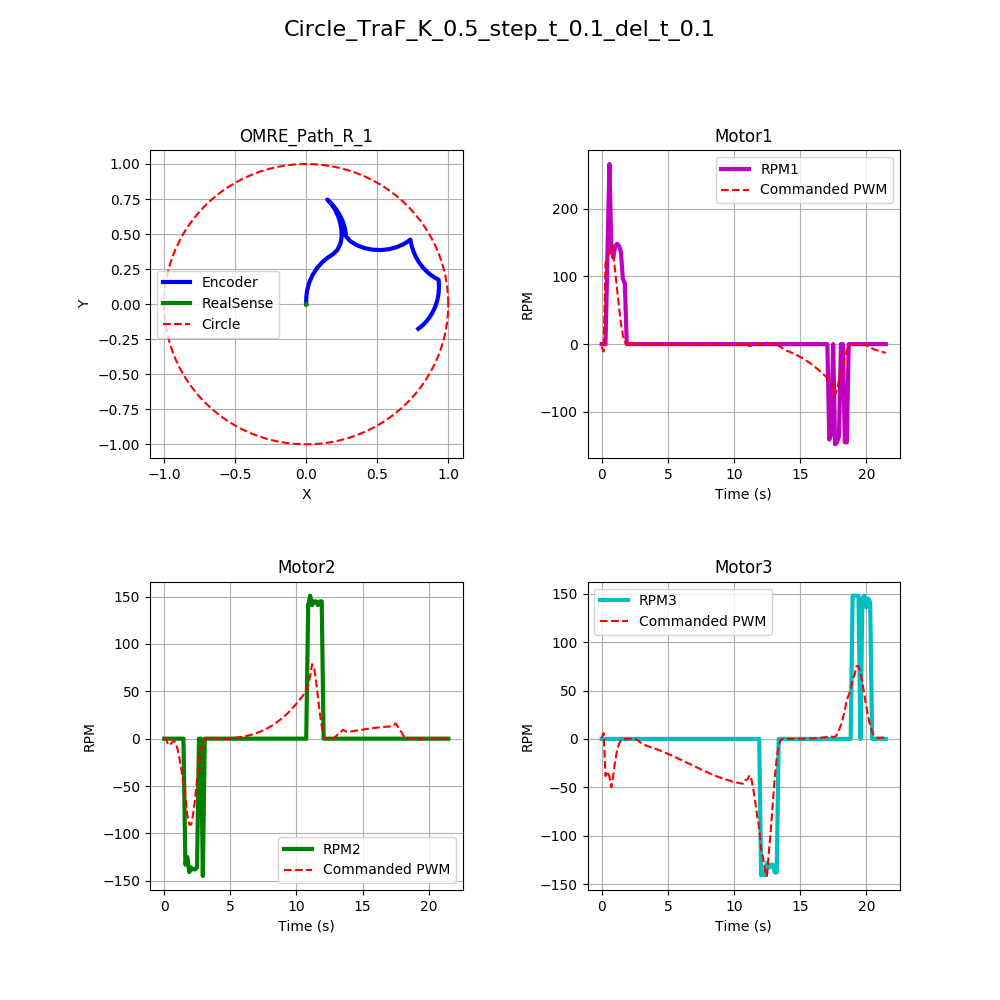 Circle_TraF_K_0.5_step_t_0.1_del_t_0.1
OMRE_Path_R_1
1.00
0.75
0.50
0.25
0.00
−0.25
−0.50
−0.75
−1.00
Y
Encoder
RealSense
Circle
−1.0 −0.5 0.0 0.5 1.0
X
Motor1
200
100
0
−100
RPM
RPM1
Commanded PWM
0 5 10 15 20
Time (s)
Motor2
150
100
50
0
−50
−100
−150
RPM
RPM2
Commanded PWM
0 5 10 15 20
Time (s)
Motor3
150
100
50
0
−50
−100
−150
RPM
RPM3
Commanded PWM
0 5 10 15 20
Time (s)